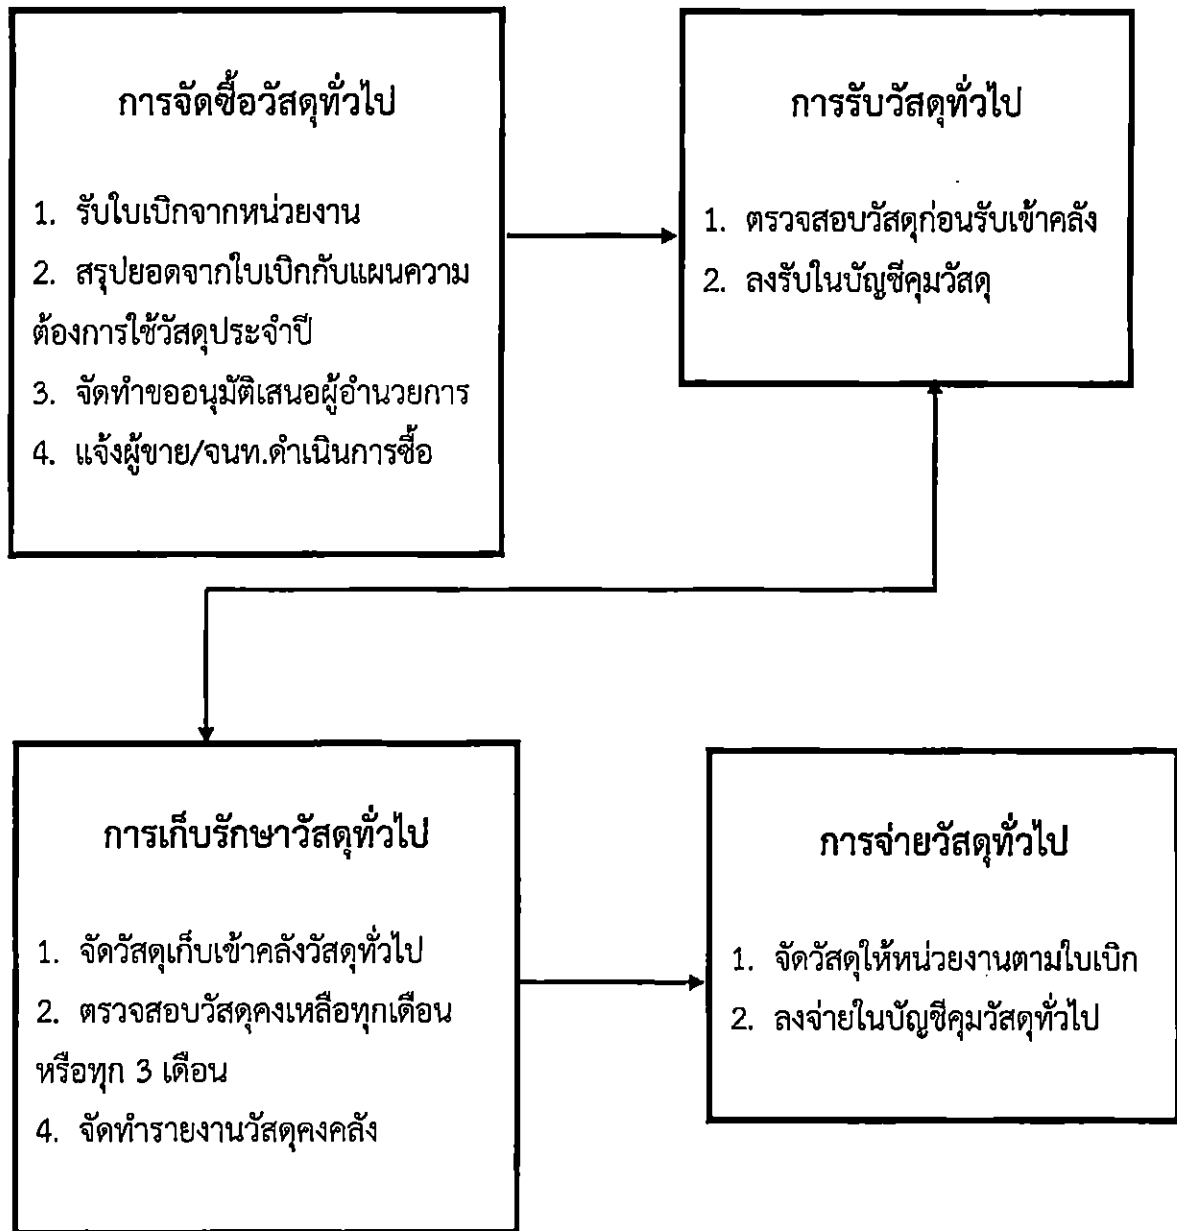 การจัดซื้อวัสดุทั่วไป
1. รับใบเบิกจากหน่วยงาน
2. สรุปยอดจากใบเบิกกับแผนความ
ต้องการใช้วัสดุประจำปี
3. จัดทำขออนุมัติเสนอผู้อำนวยการ
4. แจ้งผู้ขาย/จนท.ดำเนินการซื้อ
การรับวัสดุทั่วไป
1. ตรวจสอบวัสดุก่อนรับเข้าคลัง
2. ลงรับในบัญชีคุมวัสดุ
การเก็บรักษาวัสดุทั่วไป
1. จัดวัสดุเก็บเข้าคลังวัสดุทั่วไป
2. ตรวจสอบวัสดุคงเหลือทุกเดือน
หรือทุก 3 เดือน
4. จัดทำรายงานวัสดุคงคลัง
การจ่ายวัสดุทั่วไป
1. จัดวัสดุให้หน่วยงานตามใบเบิก
2. ลงจ่ายในบัญชีคุมวัสดุทั่วไป